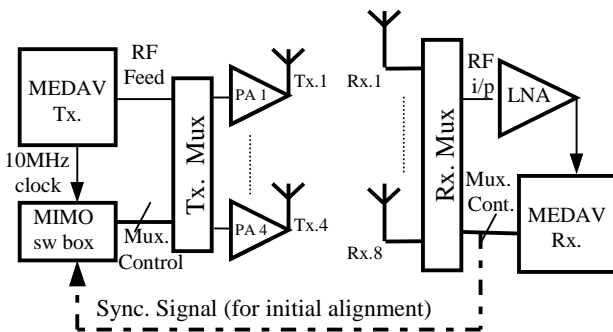 MEDAV
Tx.
RF
Feed
10MHz
clock
MIMO
sw box
Mux.
Control
Tx. Mux
PA 1
Tx.1
PA 4
Tx.4
Rx.1
Rx.8
Rx. Mux
RF
i/p
LNA
Mux.
Cont.
MEDAV
Rx.
Sync. Signal (for initial alignment)